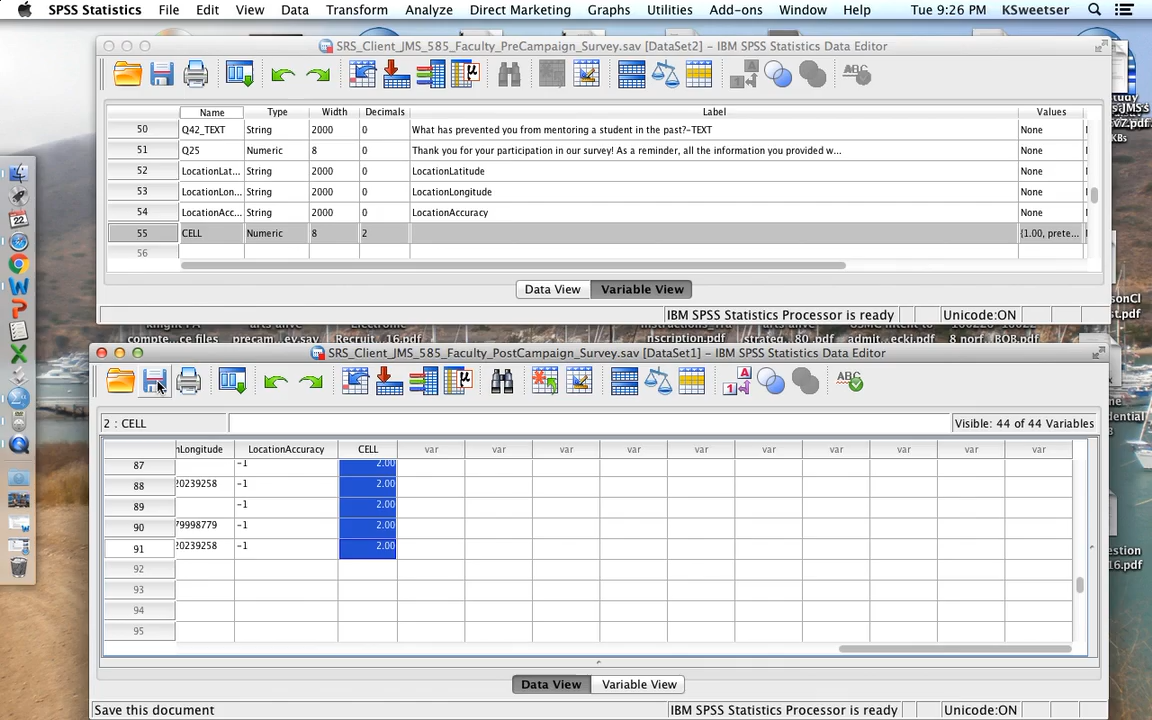 SPSS Statistics File Edit View Data Transform Analyze Direct Marketing Graphs Utilities Add-ons Window Help Tue 9:26 PM KSweetser
SRS_Client_JMS_585_Faculty_PreCampaign_Survey.sav [DataSet2] – IBM SPSS Statistics Data Editor
Name Type Width Decimals Label Values
50 Q42_TEXT String 2000 0 What has prevented you from mentoring a student in the past?-TEXT None
51 Q25 Numeric 8 0 Thank you for your participation in our survey! As a reminder, all the information you provided w... None
52 LocationLat... String 2000 0 LocationLatitude None
53 LocationLon... String 2000 0 LocationLongitude None
54 LocationAcc... String 2000 0 LocationAccuracy None
55 CELL Numeric 8 2 {1.00, prete...
56
Data View Variable View
IBM SPSS Statistics Processor is ready Unicode:ON
SRS_Client_JMS_585_Faculty_PostCampaign_Survey.sav [DataSet1] – IBM SPSS Statistics Data Editor
2 : CELL Visible: 44 of 44 Variables
nLongitude LocationAccuracy CELL var var var var var var var var var var
87 -1 2.00
88 20239258 -1 2.00
89 -1 2.00
90 79998779 -1 2.00
91 20239258 -1 2.00
92
93
94
95
Data View Variable View
Save this document IBM SPSS Statistics Processor is ready Unicode:ON